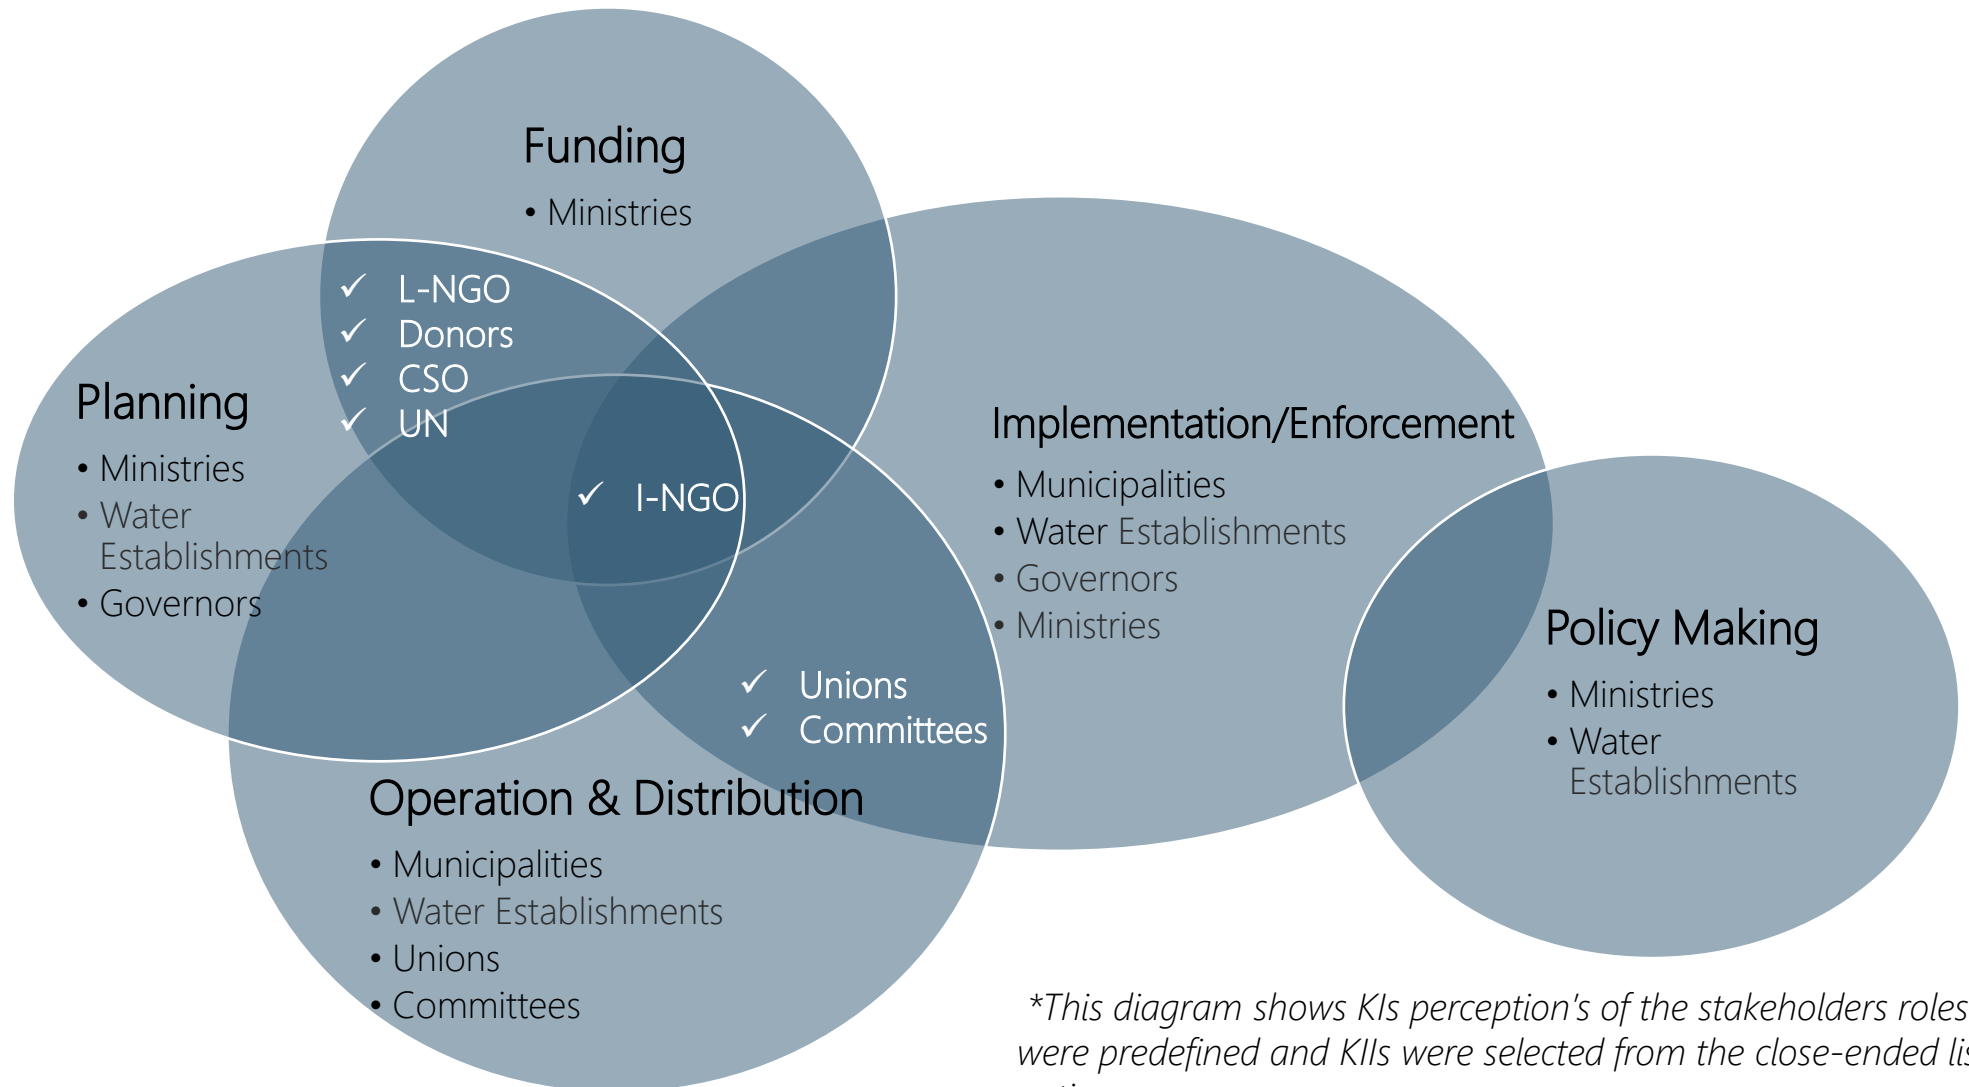 Funding
• Ministries
✓ L-NGO
✓ Donors
✓ CSO
✓ UN
Planning
• Ministries
• Water
Establishments
• Governors
✓ I-NGO
Implementation/Enforcement
• Municipalities
• Water Establishments
• Governors
• Ministries
Policy Making
• Ministries
• Water
Establishments
✓ Unions
✓ Committees
Operation & Distribution
• Municipalities
• Water Establishments
• Unions
• Committees
*This diagram shows KIs perception's of the stakeholders roles
were predefined and KIIs were selected from the close-ended